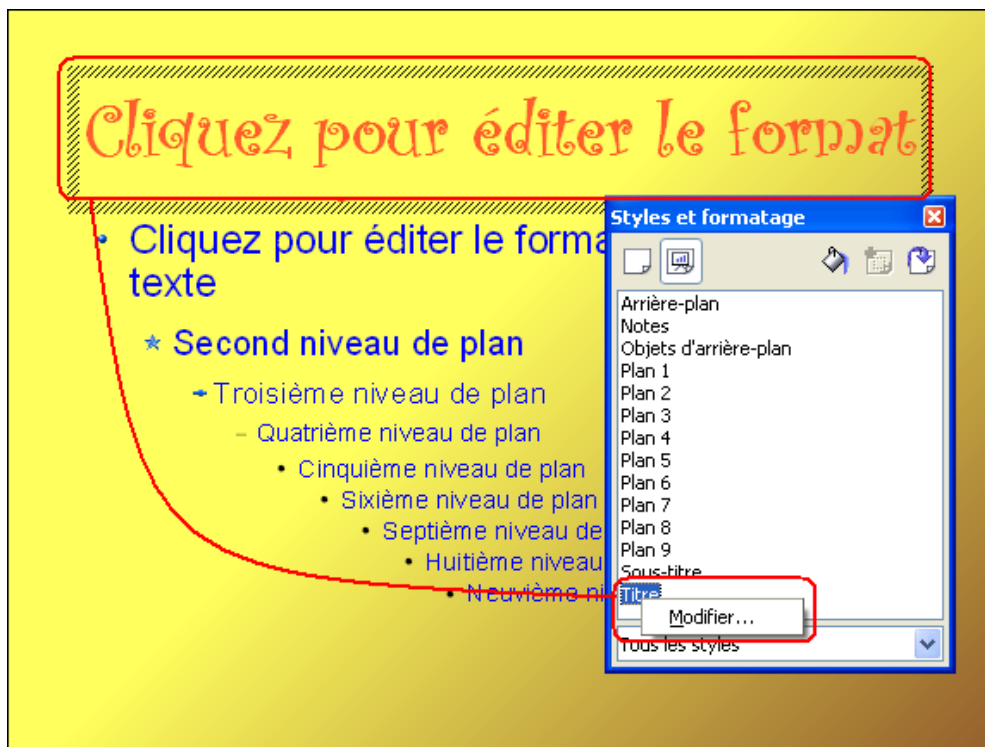 Cliquez pour éditer le format
Cliquez pour éditer le forma
texte
Second niveau de plan
Troisième niveau de plan
Quatrième niveau de plan
Cinquième niveau de plan
Sixième niveau de plan
Septième niveau de
Huitième niveau
Neuvième ni
Styles et formatage
Arrière-plan
Notes
Objets d'arrière-plan
Plan 1
Plan 2
Plan 3
Plan 4
Plan 5
Plan 6
Plan 7
Plan 8
Plan 9
Sous-titre
Titre
Modifier...
Tous les styles